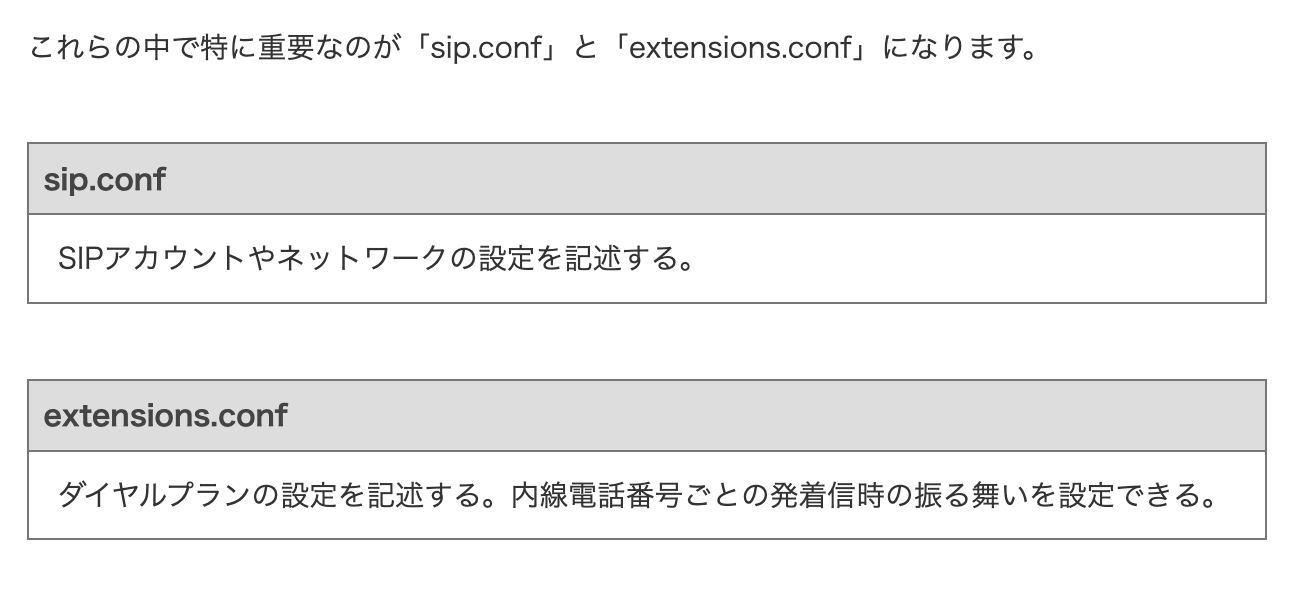 これらの中で特に重要なのが「sip.conf」と「extensions.conf」になります。
sip.conf
SIPアカウントやネットワークの設定を記述する。
extensions.conf
ダイヤルプランの設定を記述する。内線電話番号ごとの発着信時の振る舞いを設定できる。